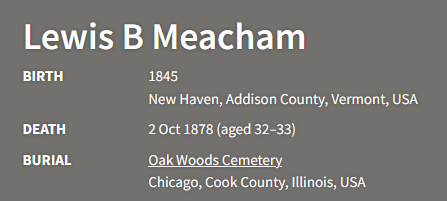 Lewis B Meacham
BIRTH 1845
New Haven, Addison County, Vermont, USA
DEATH 2 Oct 1878 (aged 32–33)
BURIAL Oak Woods Cemetery
Chicago, Cook County, Illinois, USA